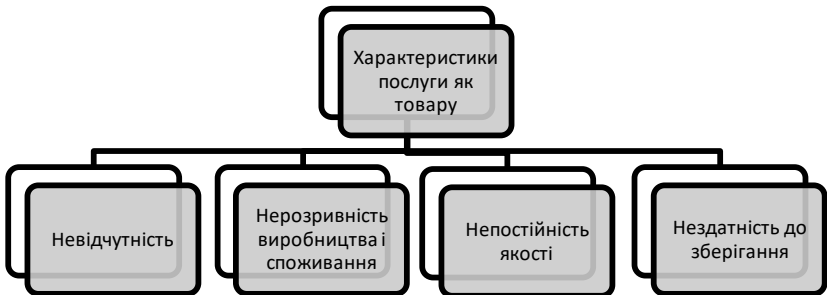 Характеристики
послуги як
товару
Невідчутність
Нерозривність
виробництва і
споживання
Непостійність
якості
Нездатність до
зберігання